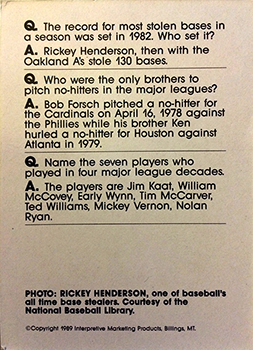 Q. The record for most stolen bases in
a season was set in 1982. Who set it?
A. Rickey Henderson, then with the
Oakland A's stole 130 bases.
Q. Who were the only brothers to
pitch no-hitters in the major leagues?
A. Bob Forsch pitched a no-hitter for
the Cardinals on April 16, 1978 against
the Phillies while his brother Ken
hurled a no-hitter for Houston against
Atlanta in 1979.
Q. Name the seven players who
played in four major league decades.
A. The players are Jim Kaat, William
McCovey, Early Wynn, Tim McCarver,
Ted Williams, Mickey Vernon, Nolan
Ryan.
PHOTO: RICKEY HENDERSON, one of baseball's
all time base stealers. Courtesy of the
National Baseball Library.
©Copyright 1989 Interpretive Marketing Products, Billings, MT.